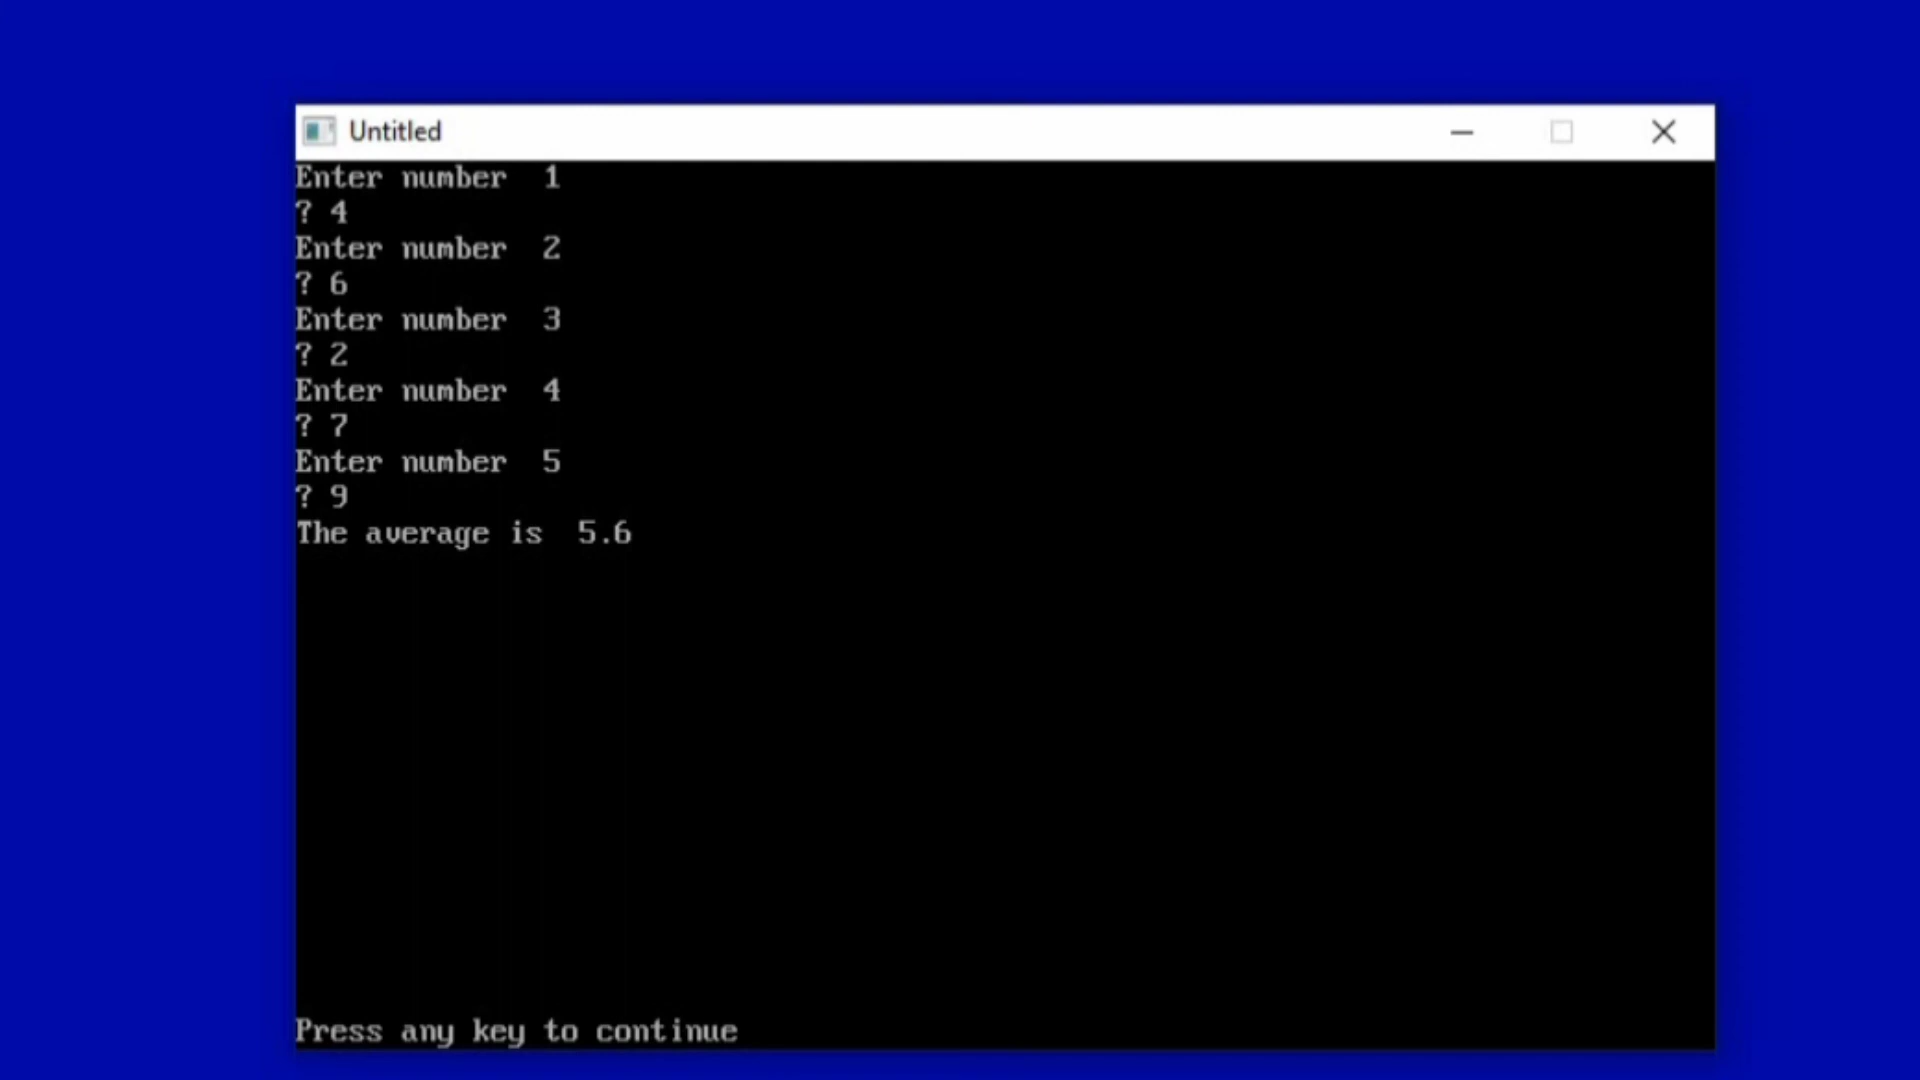 Untitled
Enter number  1
? 4
Enter number  2
? 6
Enter number  3
? 2
Enter number  4
? 7
Enter number  5
? 9
The average is  5.6
Press any key to continue